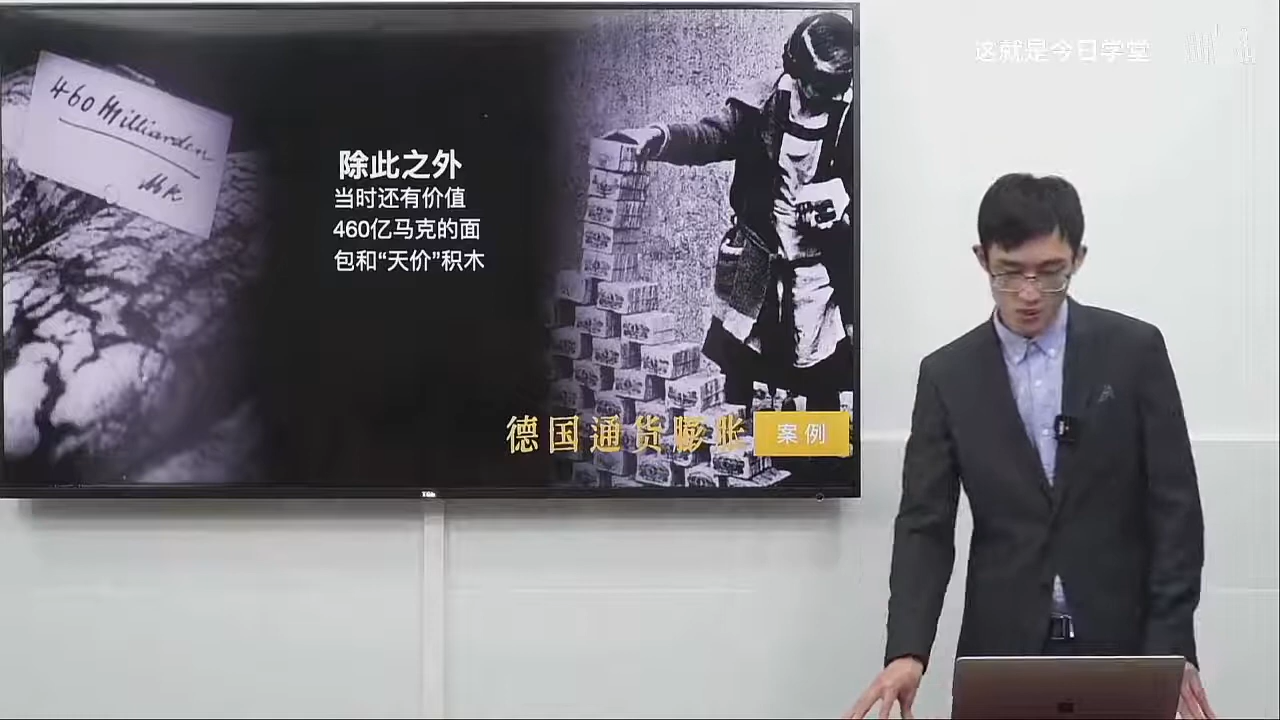 这就是今日学堂
460 Milliarden
MK
除此之外
当时还有价值
460亿马克的面
包和“天价”积木
德国通货膨胀
案例